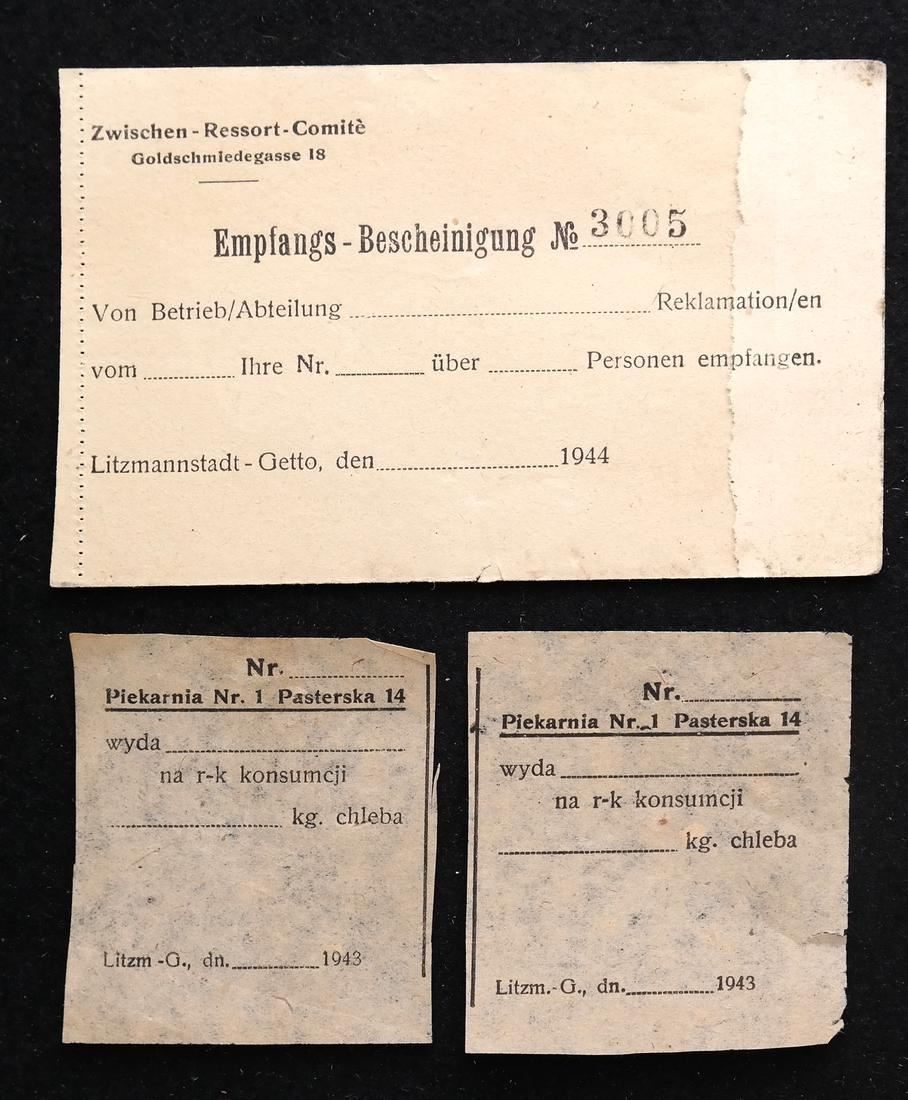 Zwischen-Ressort-Comitè
Goldschmiedegasse 18
Empfangs-Bescheinigung № 3005
Von Betrieb/Abteilung ........................ Reklamation/en
vom .......... Ihre Nr. .......... über .......... Personen empfangen.
Litzmannstadt-Getto, den .................... 1944
Nr. ..............
Piekarnia Nr. 1 Pasterska 14
wyda ..............................
na r-k konsumcji
...................... kg. chleba
Litzm-G., dn. ............ 1943
Nr. ..............
Piekarnia Nr. 1 Pasterska 14
wyda ..............................
na r-k konsumcji
...................... kg. chleba
Litzm.-G., dn. ............ 1943